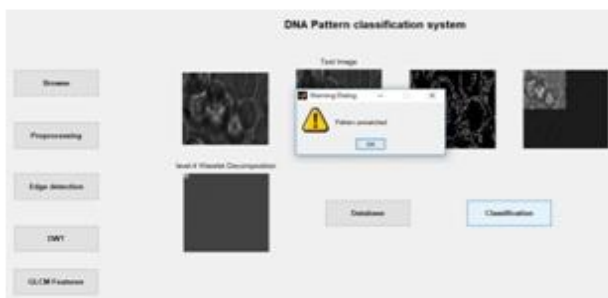 DNA Pattern classification system
Test Image
Browse
Warning Dialog
Pattern unmatched
OK
Preprocessing
level 4 Wavelet Decomposition
Edge detection
Database
Classification
DWT
GLCM Features